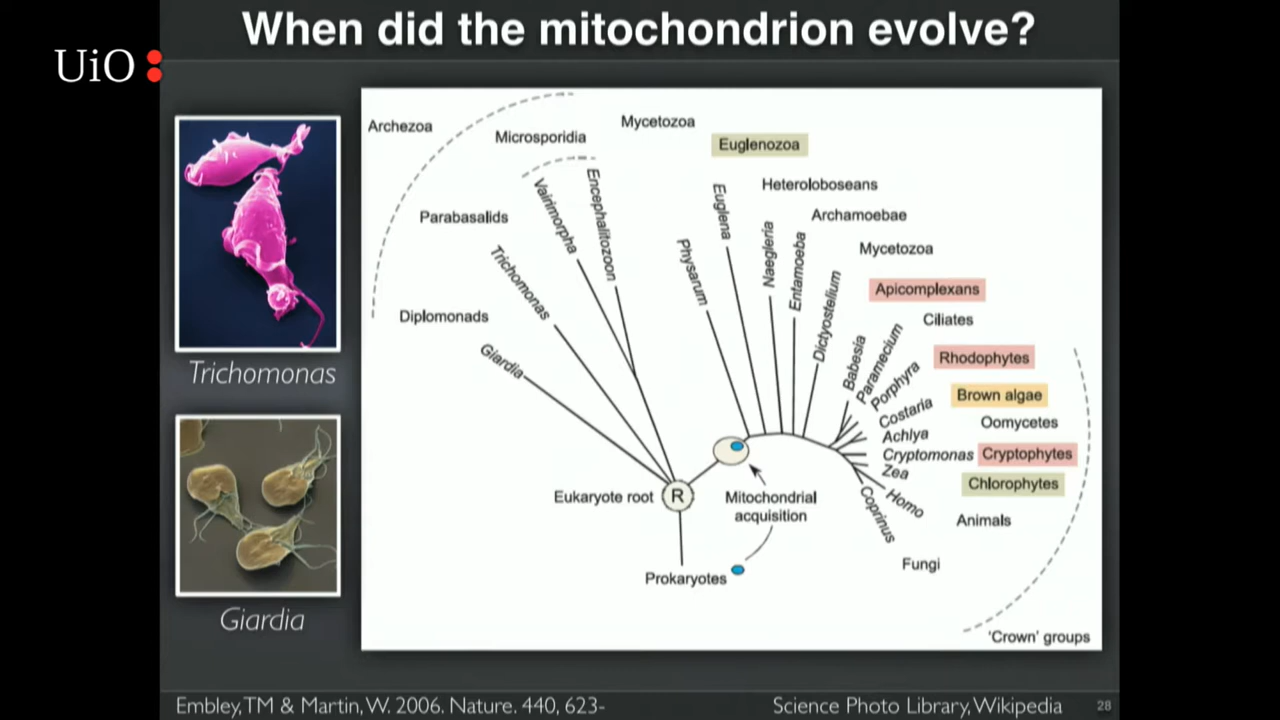 When did the mitochondrion evolve?
UiO:
Trichomonas
Giardia
Archezoa
Microsporidia
Mycetozoa
Euglenozoa
Heteroloboseans
Archamoebae
Mycetozoa
Apicomplexans
Ciliates
Rhodophytes
Brown algae
Oomycetes
Cryptophytes
Chlorophytes
Animals
Fungi
'Crown' groups
Parabasalids
Diplomonads
Giardia
Trichomonas
Vairimorpha
Encephalitozoon
Physarum
Euglena
Naegleria
Entamoeba
Dictyostelium
Babesia
Paramecium
Porphyra
Costaria
Achlya
Cryptomonas
Zea
Homo
Coprinus
Eukaryote root
R
Mitochondrial
acquisition
Prokaryotes
Embley,TM & Martin,W. 2006. Nature. 440, 623-
Science Photo Library, Wikipedia
28